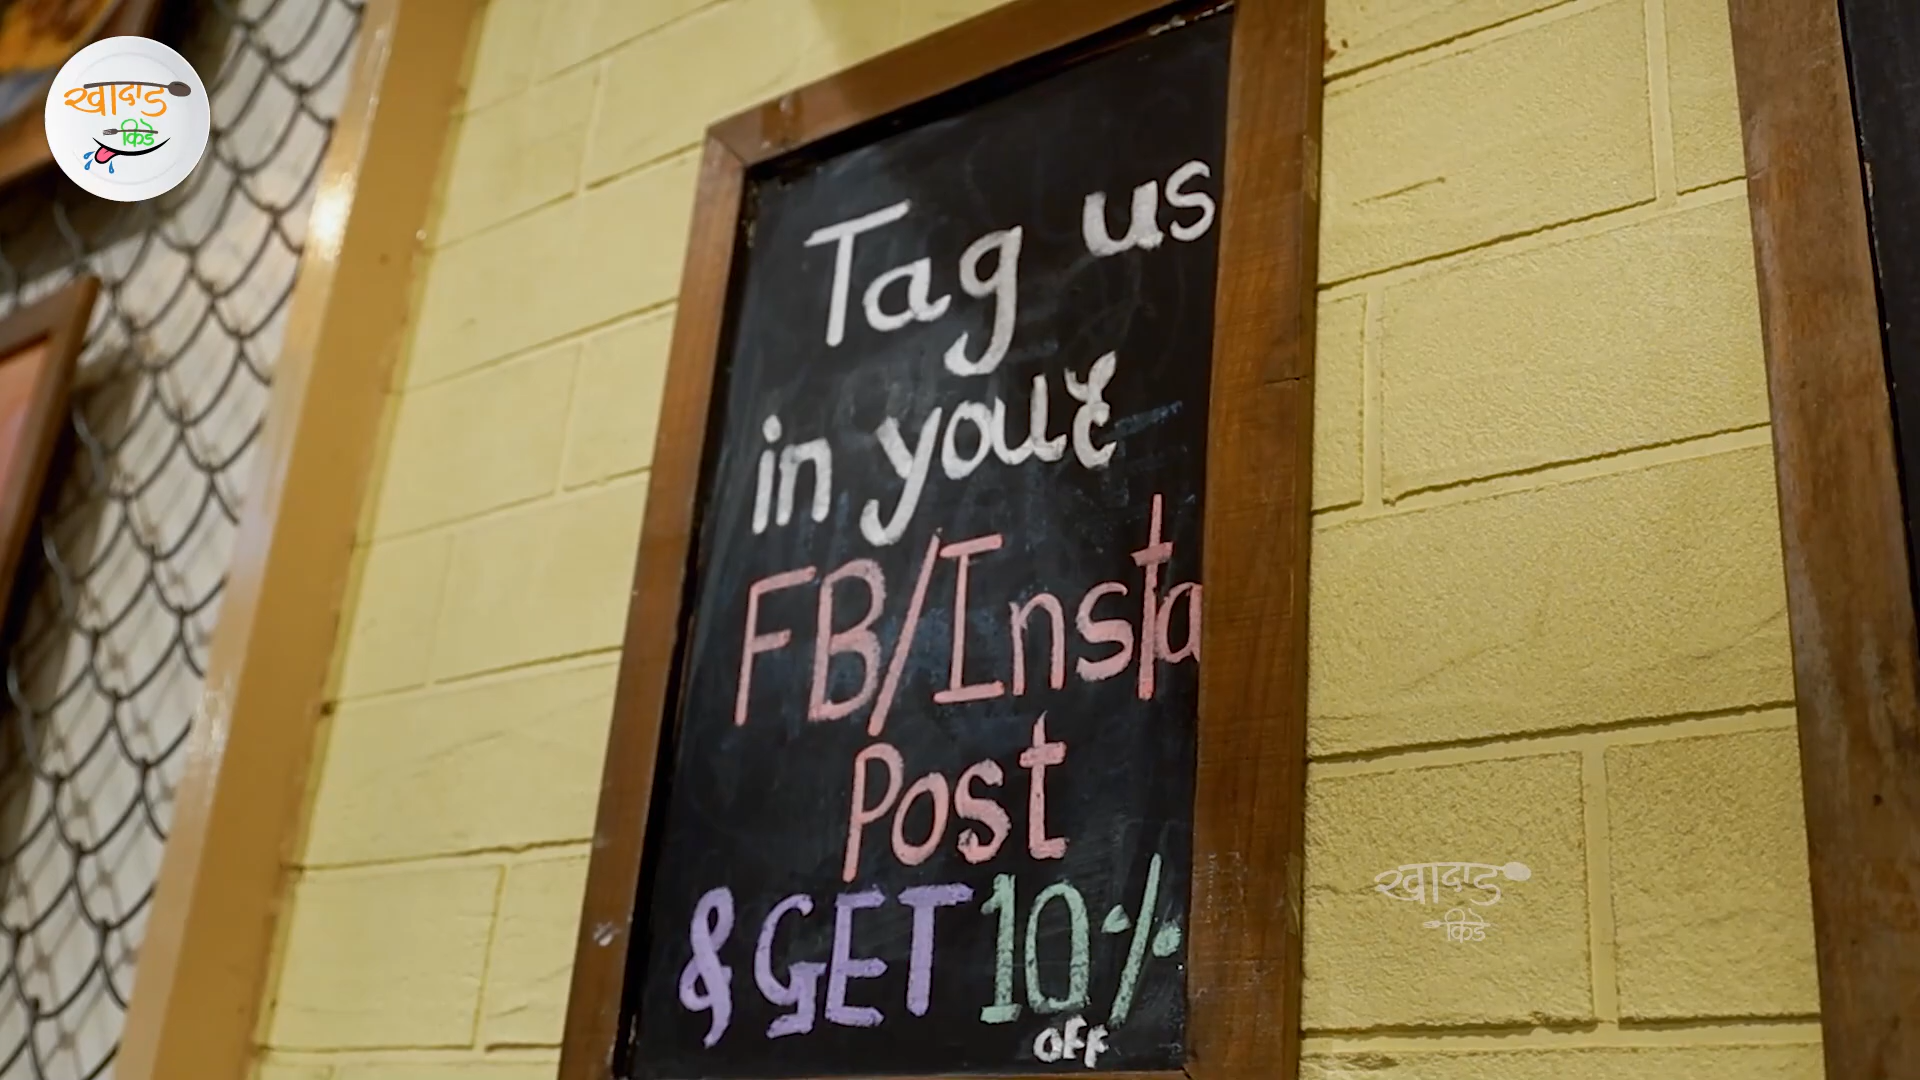 खादाड
किडे
Tag us
in your
FB/Insta
Post
& GET 10%
OFF
खादाड
किडे